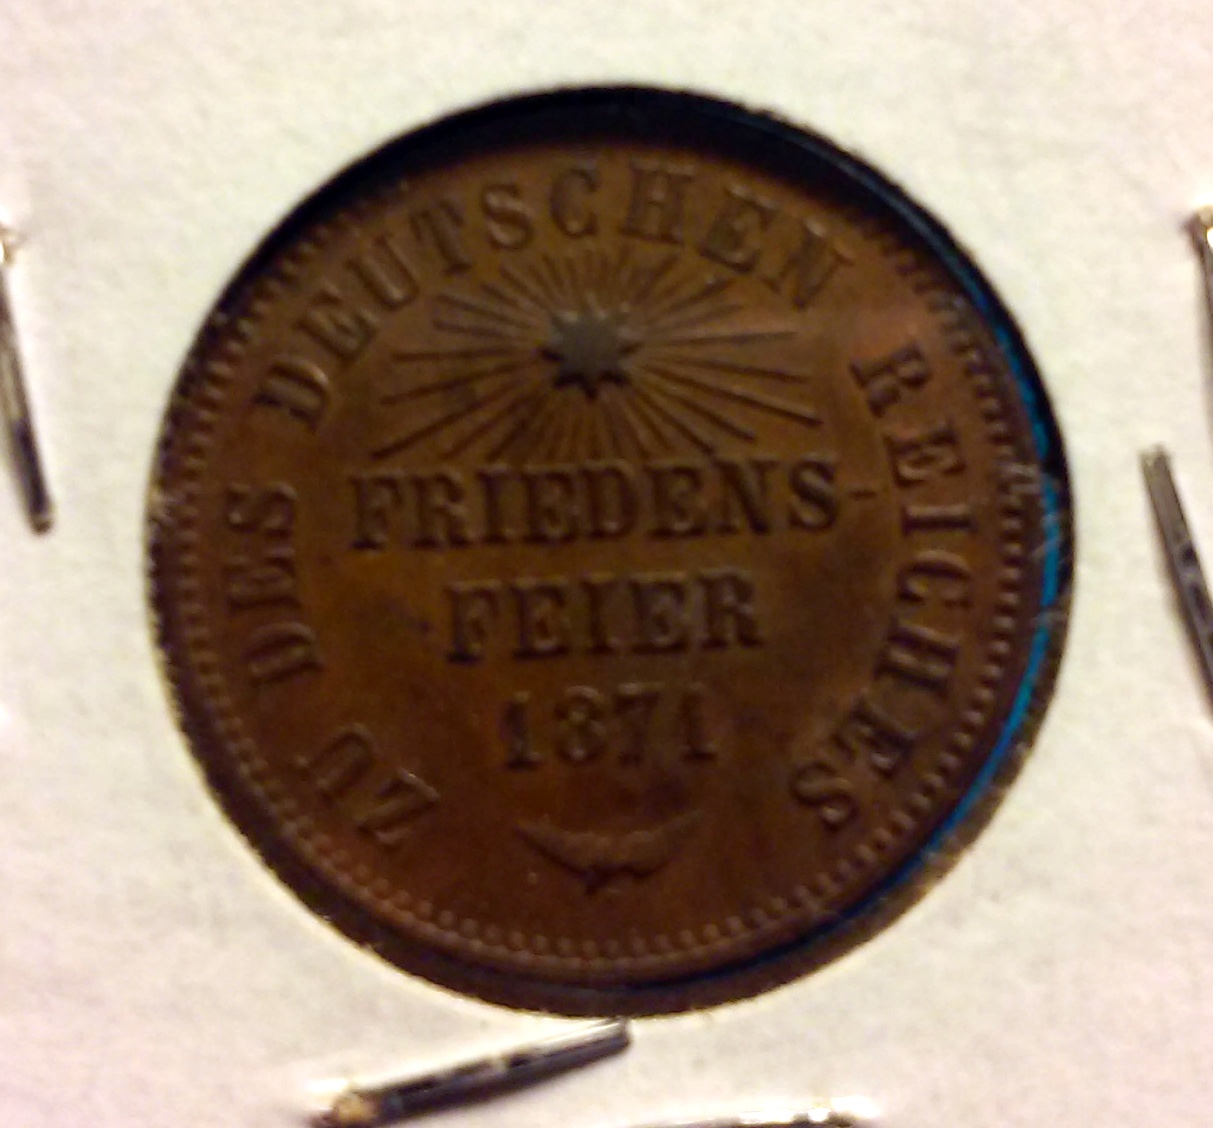 ZU DES DEUTSCHEN REICHES
FRIEDENS-
FEIER
1871